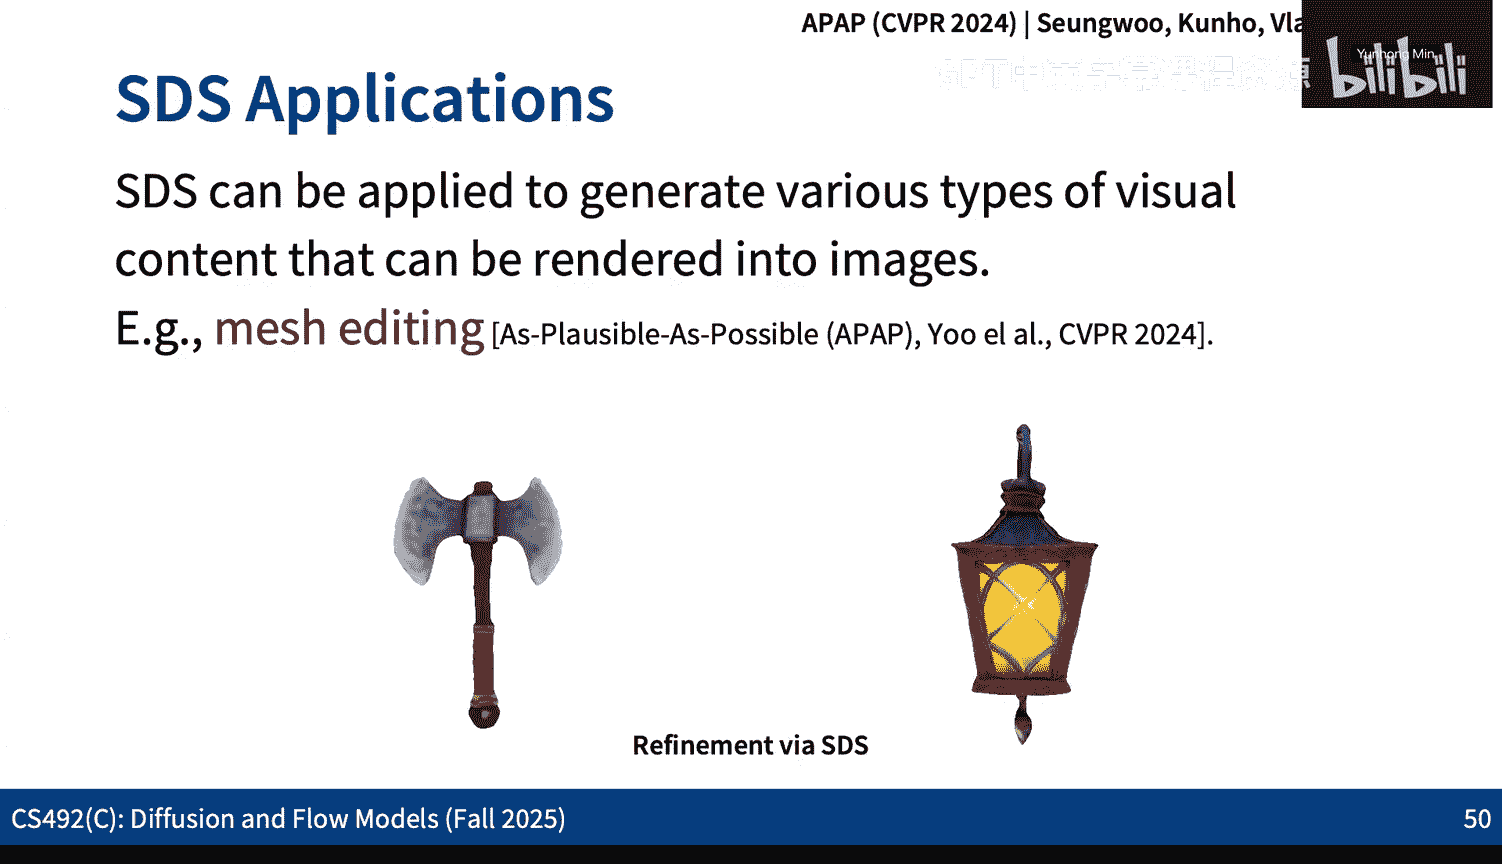 APAP (CVPR 2024) | Seungwoo, Kunho, Vla
Yunhong Min
bilibili
SDS Applications
SDS can be applied to generate various types of visual
content that can be rendered into images.
E.g., mesh editing [As-Plausible-As-Possible (APAP), Yoo el al., CVPR 2024].
Refinement via SDS
CS492(C): Diffusion and Flow Models (Fall 2025)
50